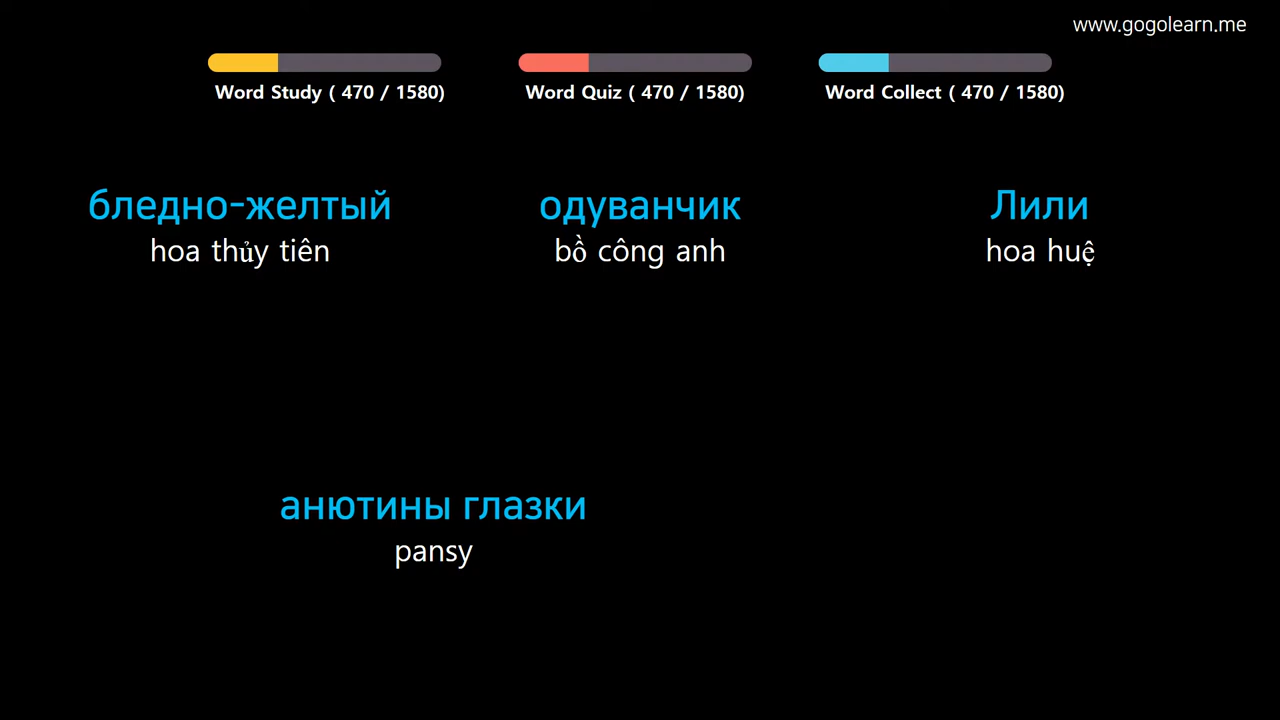 www.gogolearn.me
Word Study ( 470 / 1580)
Word Quiz ( 470 / 1580)
Word Collect ( 470 / 1580)
бледно-желтый
hoa thủy tiên
одуванчик
bồ công anh
Лили
hoa huệ
анютины глазки
pansy